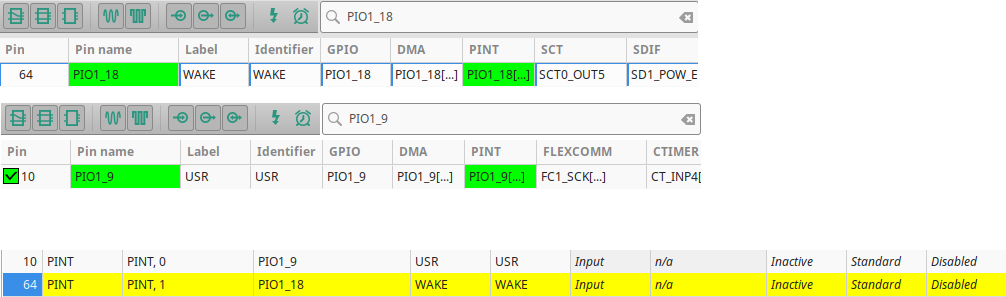 PIO1_18
Pin Pin name Label Identifier GPIO DMA PINT SCT SDIF
64 PIO1_18 WAKE WAKE PIO1_18 PIO1_18[...] PIO1_18[...] SCT0_OUT5 SD1_POW_E
PIO1_9
Pin Pin name Label Identifier GPIO DMA PINT FLEXCOMM CTIMER
10 PIO1_9 USR USR PIO1_9 PIO1_9[...] PIO1_9[...] FC1_SCK[...] CT_INP4[
10 PINT PINT, 0 PIO1_9 USR USR Input n/a Inactive Standard Disabled
64 PINT PINT, 1 PIO1_18 WAKE WAKE Input n/a Inactive Standard Disabled